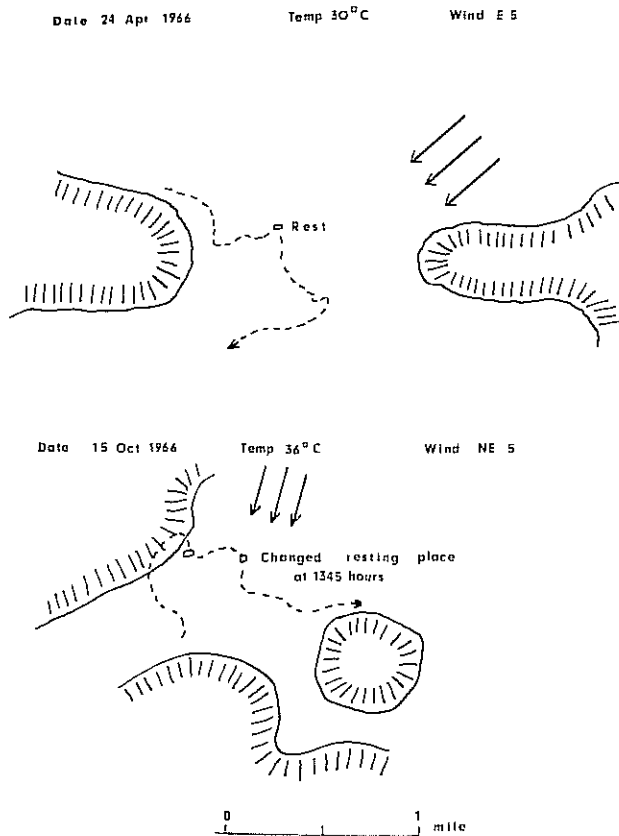 Date 24 Apr 1966 Temp 30°C Wind E 5
Rest
Date 15 Oct 1966 Temp 36°C Wind NE 5
Changed resting place
at 1345 hours
0 1 1 mile